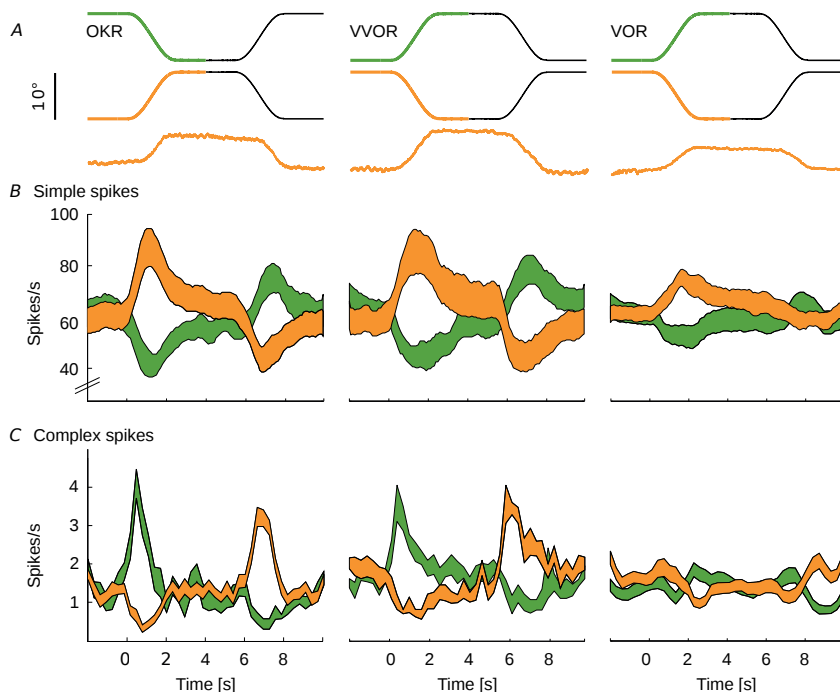 A OKR VVOR VOR
10°
B Simple spikes
100
80
60
40
Spikes/s
C Complex spikes
4
3
2
1
Spikes/s
0 2 4 6 8 0 2 4 6 8 0 2 4 6 8
Time [s] Time [s] Time [s]